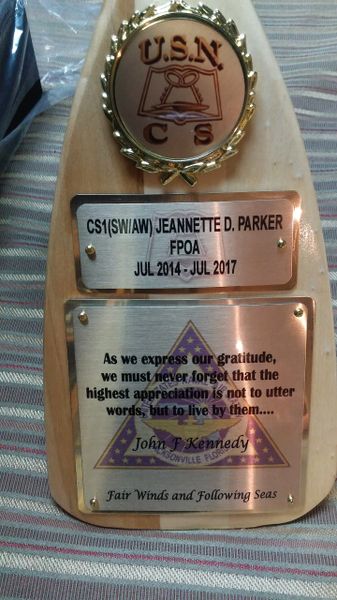 U.S.N.
C S
CS1(SW/AW) JEANNETTE D. PARKER
FPOA
JUL 2014 - JUL 2017
As we express our gratitude,
we must never forget that the
highest appreciation is not to utter
words, but to live by them....
John F Kennedy
JACKSONVILLE FLORIDA
Fair Winds and Following Seas